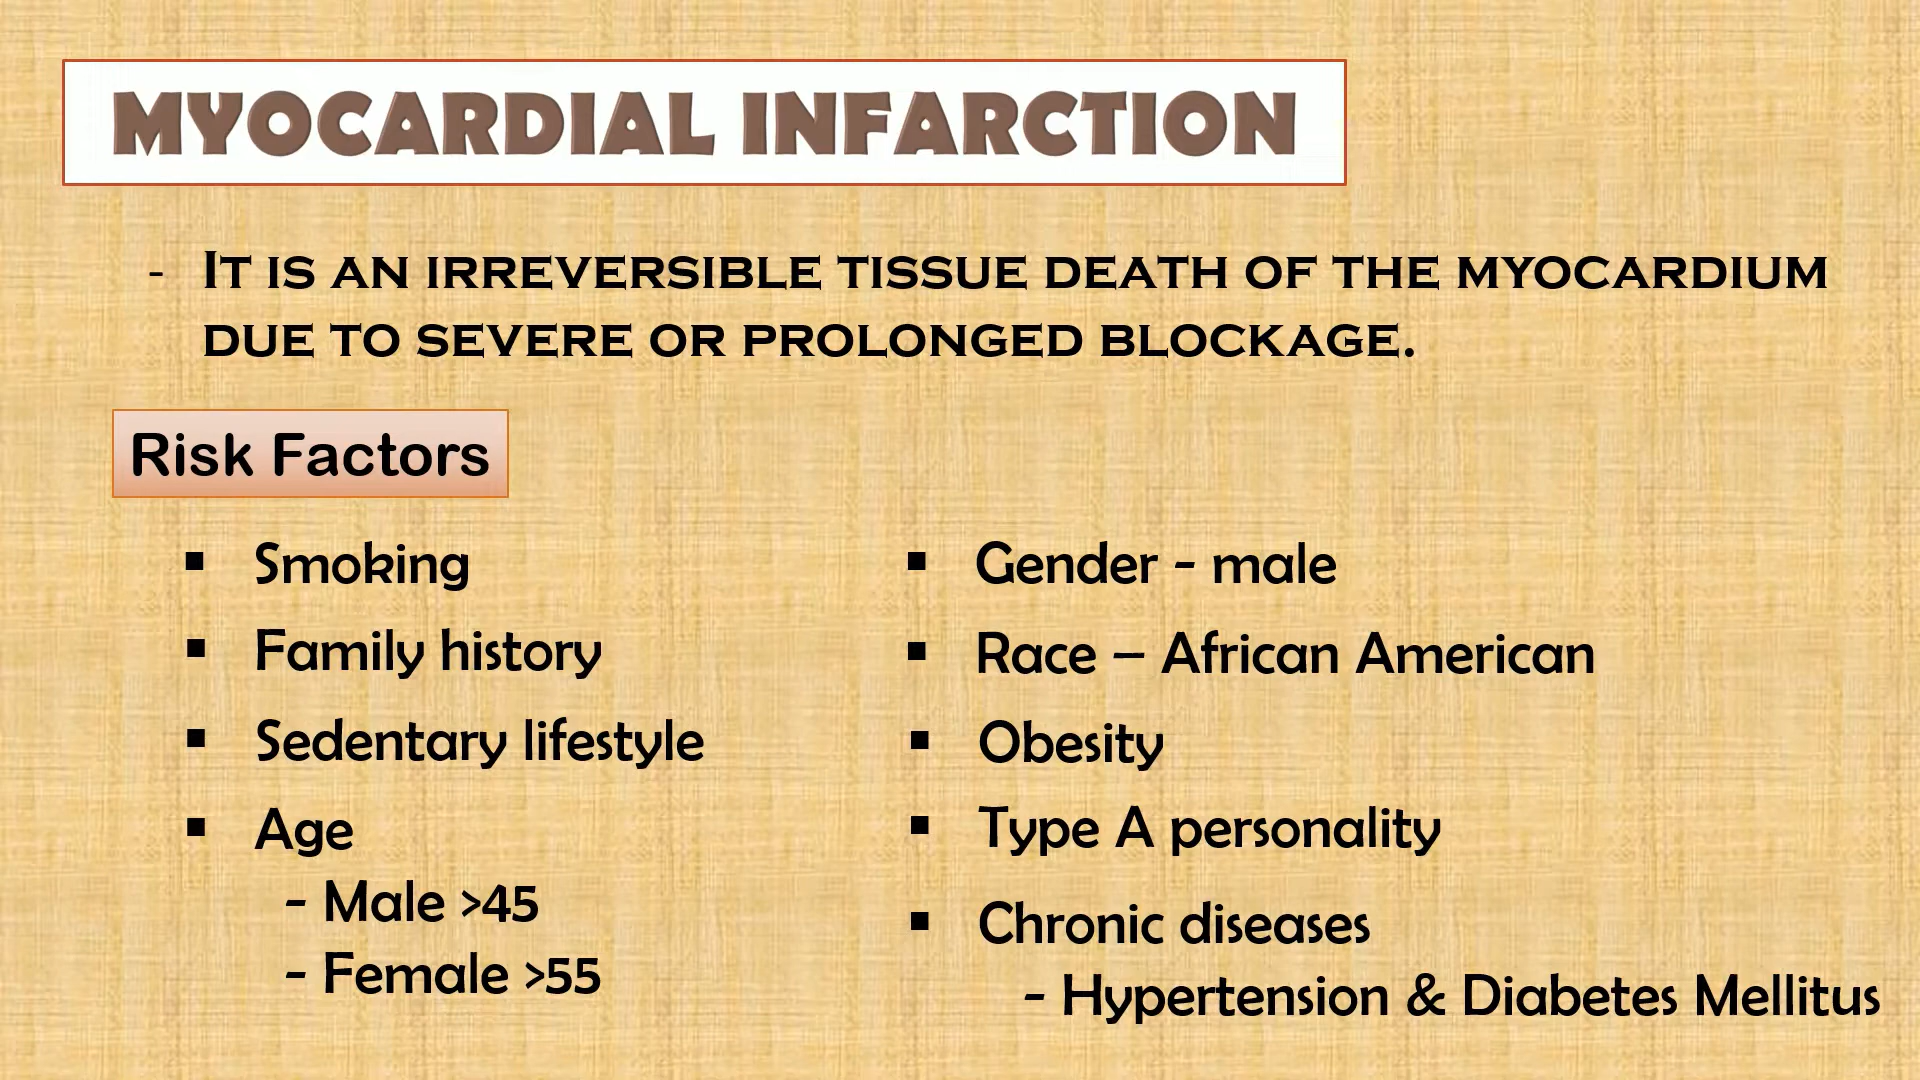 MYOCARDIAL INFARCTION
- IT IS AN IRREVERSIBLE TISSUE DEATH OF THE MYOCARDIUM
DUE TO SEVERE OR PROLONGED BLOCKAGE.
Risk Factors
▪ Smoking
▪ Family history
▪ Sedentary lifestyle
▪ Age
- Male >45
- Female >55
▪ Gender - male
▪ Race – African American
▪ Obesity
▪ Type A personality
▪ Chronic diseases
- Hypertension & Diabetes Mellitus